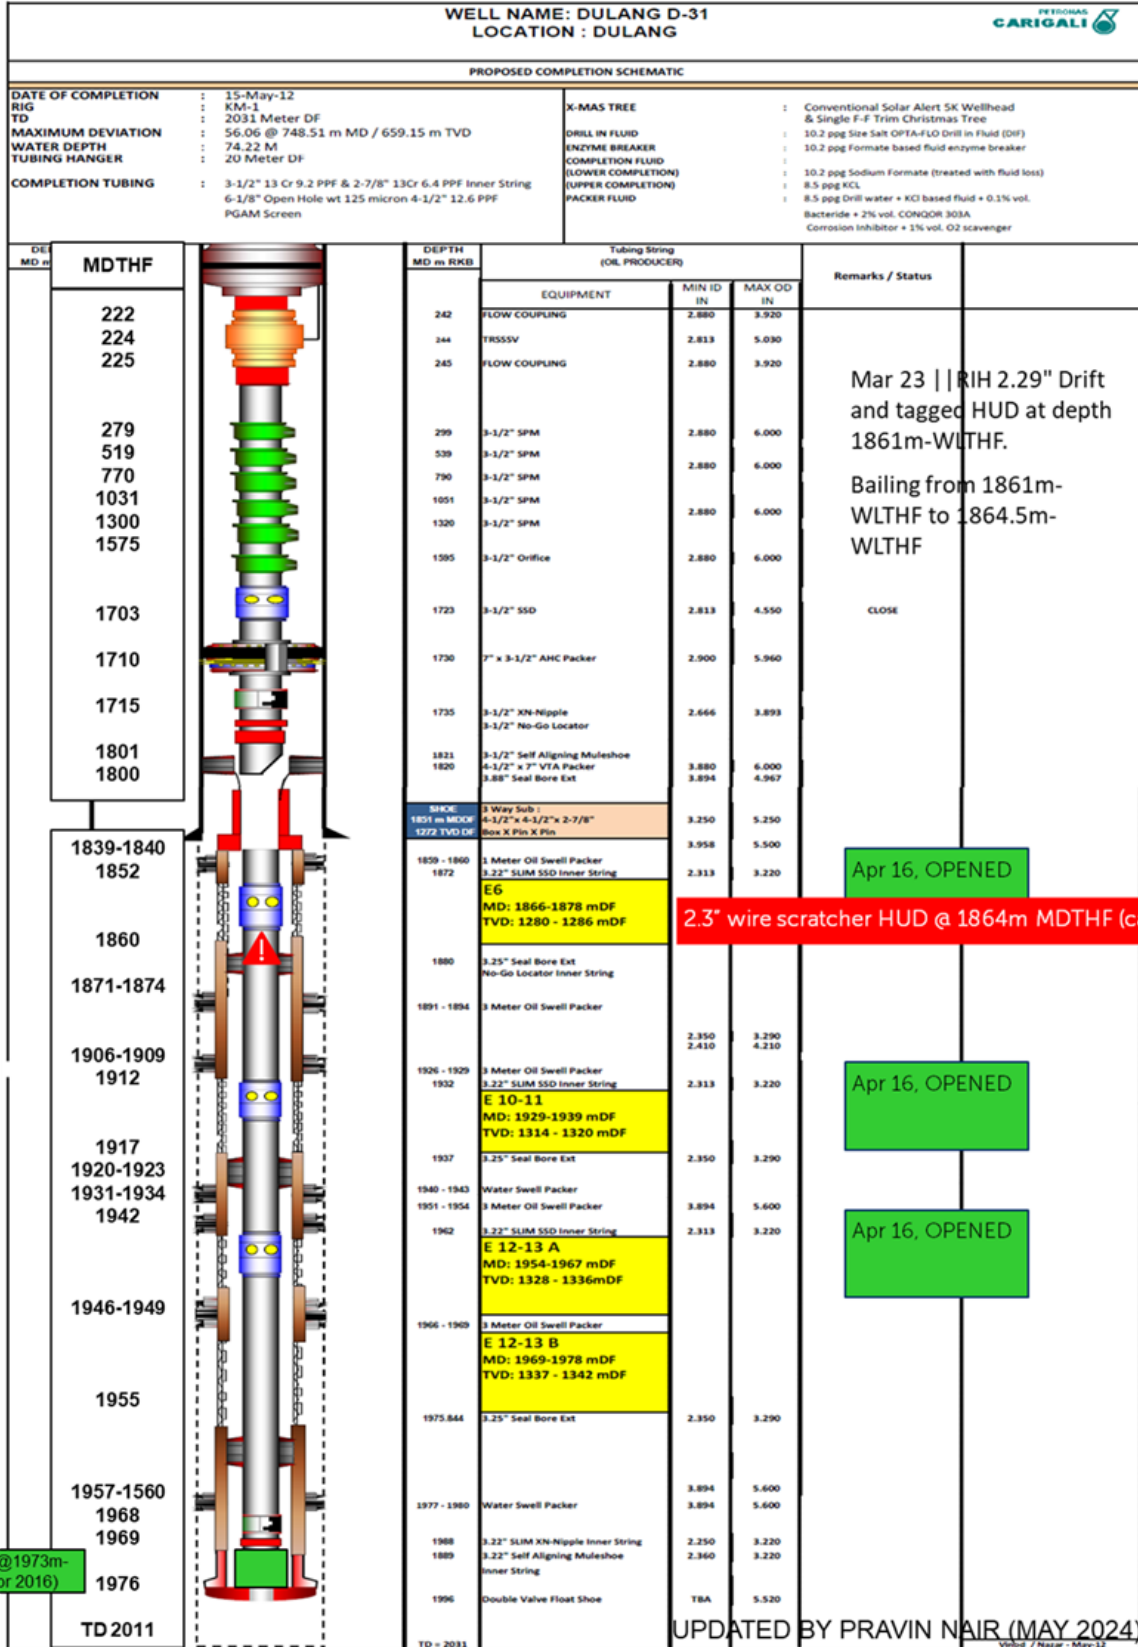 WELL NAME: DULANG D-31
LOCATION : DULANG
PETRONAS
CARIGALI
PROPOSED COMPLETION SCHEMATIC
DATE OF COMPLETION : 15-May-12
RIG : KM-1
TD : 2031 Meter DF
MAXIMUM DEVIATION : 56.06 @ 748.51 m MD / 659.15 m TVD
WATER DEPTH : 74.22 M
TUBING HANGER : 20 Meter DF
COMPLETION TUBING : 3-1/2" 13 Cr 9.2 PPF & 2-7/8" 13Cr 6.4 PPF Inner String
6-1/8" Open Hole wt 125 micron 4-1/2" 12.6 PPF
PGAM Screen
X-MAS TREE : Conventional Solar Alert 5K Wellhead
& Single F-F Trim Christmas Tree
DRILL IN FLUID : 10.2 ppg Size Salt OPTA-FLO Drill in Fluid (DIF)
ENZYME BREAKER : 10.2 ppg Formate based fluid enzyme breaker
COMPLETION FLUID :
(LOWER COMPLETION) : 10.2 ppg Sodium Formate (treated with fluid loss)
(UPPER COMPLETION) : 8.5 ppg KCL
PACKER FLUID : 8.5 ppg Drill water + KCl based fluid + 0.1% vol.
Bactericde + 2% vol. CONQOR 303A
Corrosion Inhibitor + 1% vol. O2 scavenger
DE
MD m
MDTHF
DEPTH
MD m RKB
Tubing String
(OIL PRODUCER)
EQUIPMENT
MIN ID
IN
MAX OD
IN
Remarks / Status
222
224
225
279
519
770
1031
1300
1575
1703
1710
1715
1801
1800
1839-1840
1852
1860
1871-1874
1906-1909
1912
1917
1920-1923
1931-1934
1942
1946-1949
1955
1957-1560
1968
1969
1976
TD 2011
@1973m-
or 2016)
242 FLOW COUPLING 2.880 3.920
244 TRSSSV 2.813 5.030
245 FLOW COUPLING 2.880 3.920
299 3-1/2" SPM 2.880 6.000
539 3-1/2" SPM
2.880 6.000
790 3-1/2" SPM
1051 3-1/2" SPM
2.880 6.000
1320 3-1/2" SPM
1595 3-1/2" Orifice 2.880 6.000
1723 3-1/2" SSD 2.813 4.550 CLOSE
1730 7" x 3-1/2" AHC Packer 2.900 5.960
1735 3-1/2" XN-Nipple 2.666 3.893
3-1/2" No-Go Locator
1821 3-1/2" Self Aligning Muleshoe
1820 4-1/2" x 7" VTA Packer 3.880 6.000
3.88" Seal Bore Ext 3.894 4.967
SHOE
1851 m MDDF
1272 TVD DF
3 Way Sub :
4-1/2"x 4-1/2"x 2-7/8" 3.250 5.250
Box X Pin X Pin
3.958 5.500
1859 - 1860 1 Meter Oil Swell Packer
1872 3.22" SLIM SSD Inner String 2.313 3.220
E6
MD: 1866-1878 mDF
TVD: 1280 - 1286 mDF
1880 3.25" Seal Bore Ext
No-Go Locator Inner String
1891 - 1894 3 Meter Oil Swell Packer
2.350 3.290
2.410 4.210
1926 - 1929 3 Meter Oil Swell Packer
1932 3.22" SLIM SSD Inner String 2.313 3.220
E 10-11
MD: 1929-1939 mDF
TVD: 1314 - 1320 mDF
1937 3.25" Seal Bore Ext 2.350 3.290
1940 - 1943 Water Swell Packer
1951 - 1954 3 Meter Oil Swell Packer 3.894 5.600
1962 3.22" SLIM SSD Inner String 2.313 3.220
E 12-13 A
MD: 1954-1967 mDF
TVD: 1328 - 1336mDF
1966 - 1969 3 Meter Oil Swell Packer
E 12-13 B
MD: 1969-1978 mDF
TVD: 1337 - 1342 mDF
1975.844 3.25" Seal Bore Ext 2.350 3.290
3.894 5.600
1977 - 1980 Water Swell Packer 3.894 5.600
1988 3.22" SLIM XN-Nipple Inner String 2.250 3.220
1889 3.22" Self Aligning Muleshoe 2.360 3.220
Inner String
1996 Double Valve Float Shoe TBA 5.520
TD = 2031
Mar 23 ||RIH 2.29" Drift
and tagged HUD at depth
1861m-WLTHF.
Bailing from 1861m-
WLTHF to 1864.5m-
WLTHF
Apr 16, OPENED
2.3" wire scratcher HUD @ 1864m MDTHF (c
Apr 16, OPENED
Apr 16, OPENED
UPDATED BY PRAVIN NAIR (MAY 2024)
/ Nazar - May-12